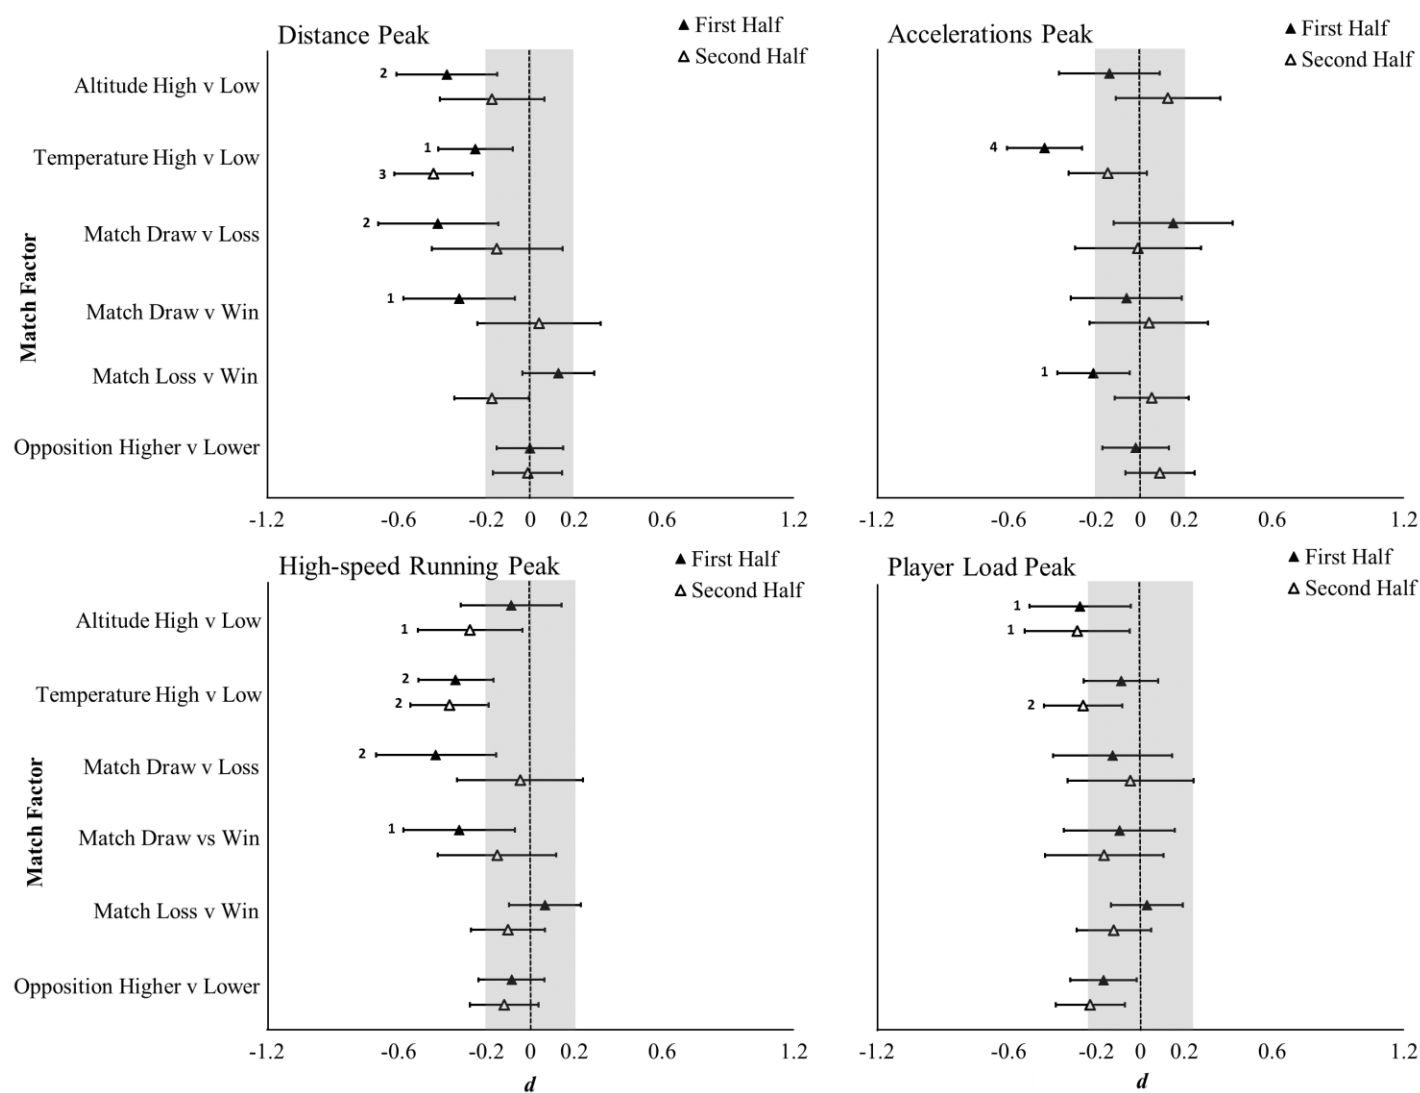 Distance Peak
▲ First Half
△ Second Half
Altitude High v Low
2
Temperature High v Low
1
3
Match Draw v Loss
2
Match Draw v Win
1
Match Loss v Win
Opposition Higher v Lower
Match Factor
-1.2 -0.6 -0.2 0 0.2 0.6 1.2
Accelerations Peak
▲ First Half
△ Second Half
4
1
-1.2 -0.6 -0.2 0 0.2 0.6 1.2
High-speed Running Peak
▲ First Half
△ Second Half
Altitude High v Low
1
Temperature High v Low
2
2
Match Draw v Loss
2
Match Draw vs Win
1
Match Loss v Win
Opposition Higher v Lower
Match Factor
-1.2 -0.6 -0.2 0 0.2 0.6 1.2
d
Player Load Peak
▲ First Half
△ Second Half
1
1
2
-1.2 -0.6 -0.2 0 0.2 0.6 1.2
d